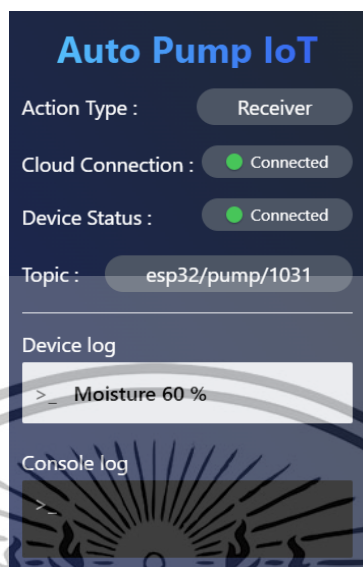 Auto Pump IoT
Action Type : Receiver
Cloud Connection : Connected
Device Status : Connected
Topic : esp32/pump/1031
Device log
>_ Moisture 60 %
Console log
>_